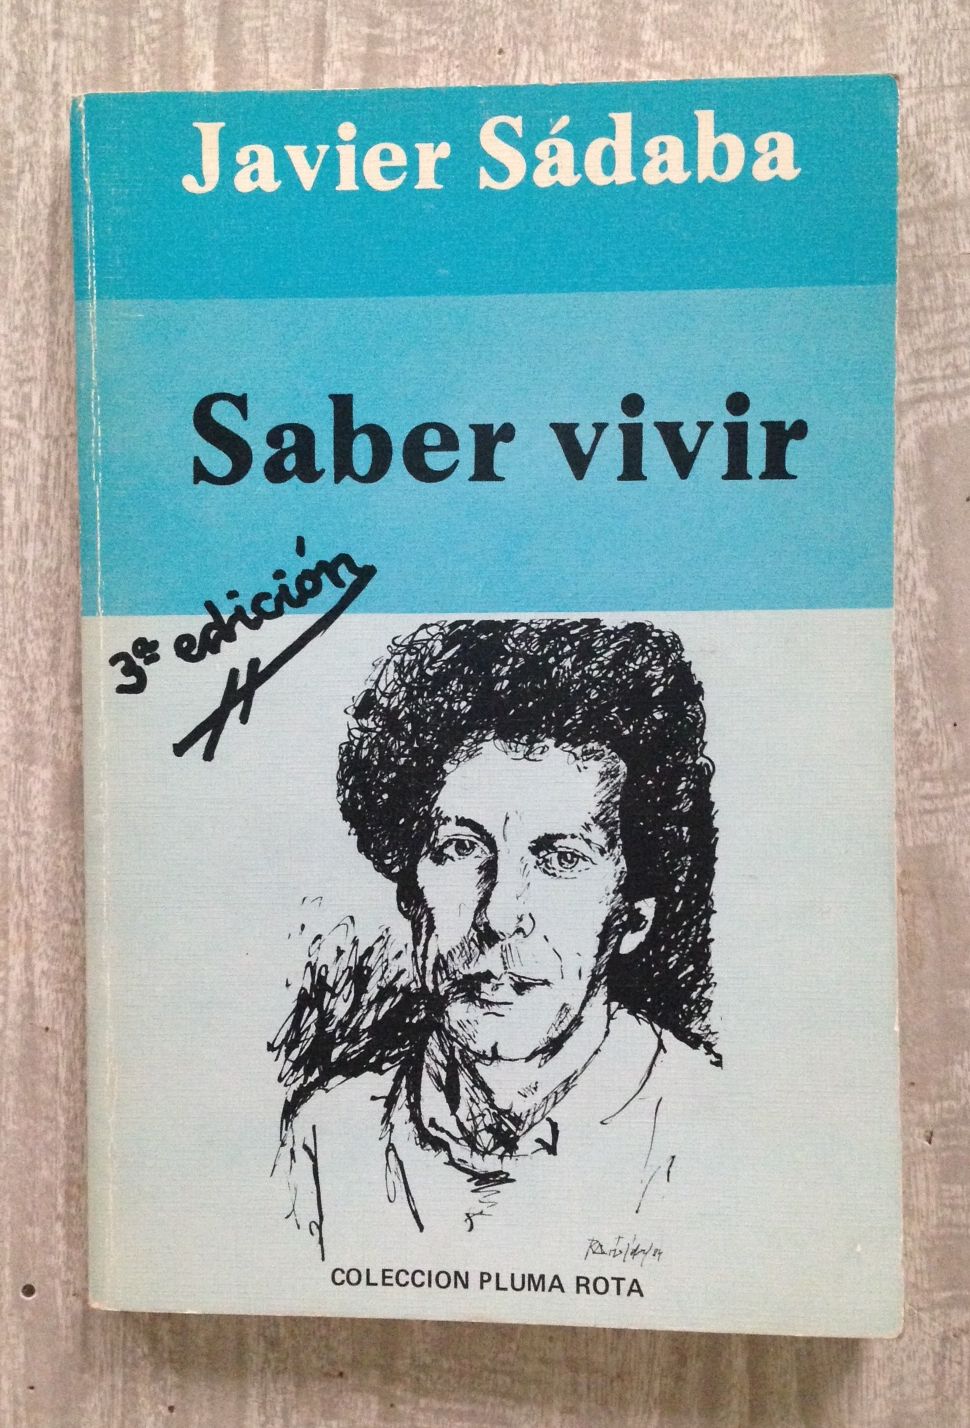 Javier Sádaba
Saber vivir
3ª edición
COLECCION PLUMA ROTA